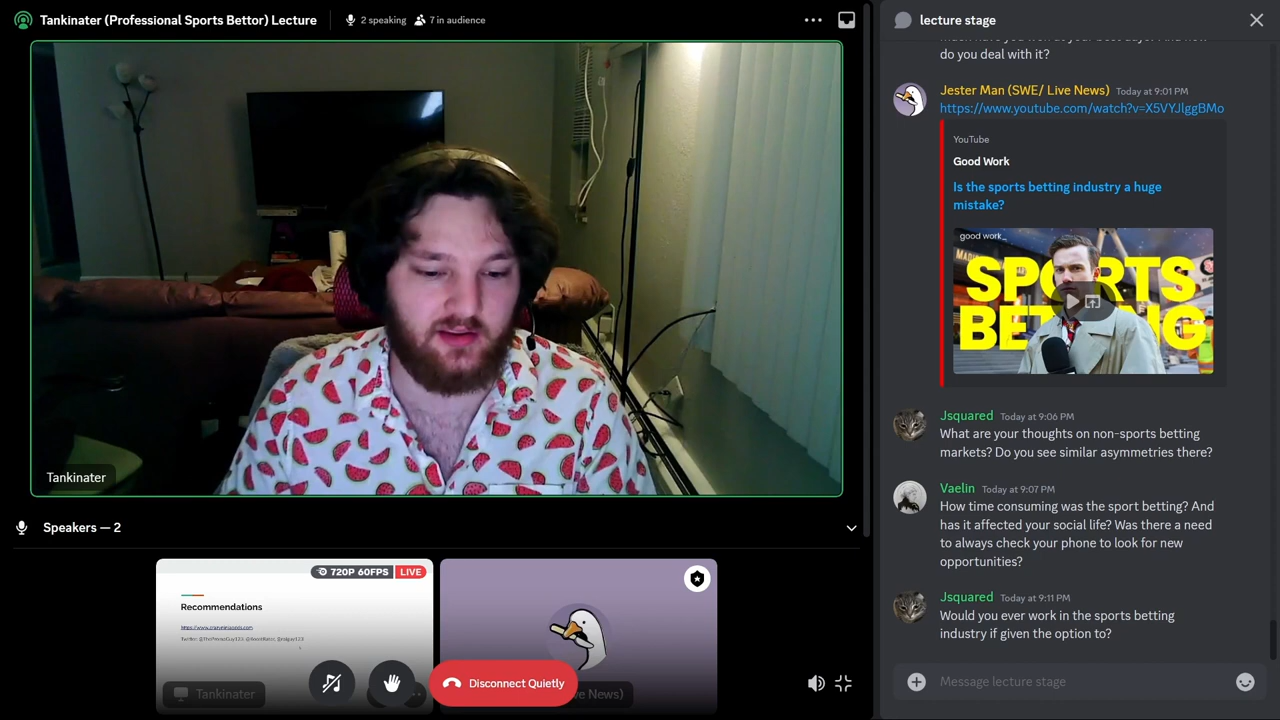 Tankinater (Professional Sports Bettor) Lecture
2 speaking
7 in audience
Tankinater
Speakers — 2
720P 60FPS
LIVE
Recommendations
Tankinater
ve News)
Disconnect Quietly
lecture stage
do you deal with it?
Jester Man (SWE/ Live News) Today at 9:01 PM
https://www.youtube.com/watch?v=X5VYJlggBMo
YouTube
Good Work
Is the sports betting industry a huge
mistake?
good work_
SPORTS
BETTING
Jsquared Today at 9:06 PM
What are your thoughts on non-sports betting
markets? Do you see similar asymmetries there?
Vaelin Today at 9:07 PM
How time consuming was the sport betting? And
has it affected your social life? Was there a need
to always check your phone to look for new
opportunities?
Jsquared Today at 9:11 PM
Would you ever work in the sports betting
industry if given the option to?
Message lecture stage